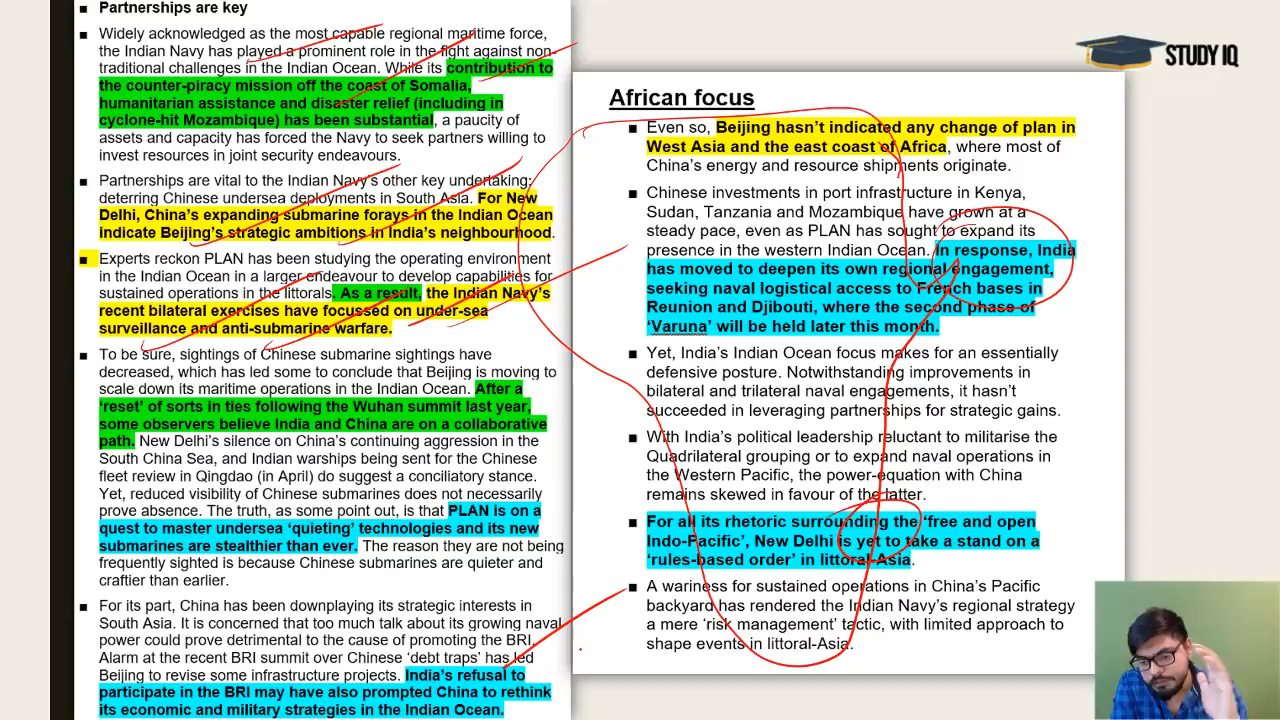 Partnerships are key
Widely acknowledged as the most capable regional maritime force,
the Indian Navy has played a prominent role in the fight against non-
traditional challenges in the Indian Ocean. While its contribution to
the counter-piracy mission off the coast of Somalia,
humanitarian assistance and disaster relief (including in
cyclone-hit Mozambique) has been substantial, a paucity of
assets and capacity has forced the Navy to seek partners willing to
invest resources in joint security endeavours.
Partnerships are vital to the Indian Navy's other key undertaking:
deterring Chinese undersea deployments in South Asia. For New
Delhi, China's expanding submarine forays in the Indian Ocean
indicate Beijing's strategic ambitions in India's neighbourhood.
Experts reckon PLAN has been studying the operating environment
in the Indian Ocean in a larger endeavour to develop capabilities for
sustained operations in the littorals. As a result, the Indian Navy's
recent bilateral exercises have focussed on under-sea
surveillance and anti-submarine warfare.
To be sure, sightings of Chinese submarine sightings have
decreased, which has led some to conclude that Beijing is moving to
scale down its maritime operations in the Indian Ocean. After a
'reset' of sorts in ties following the Wuhan summit last year,
some observers believe India and China are on a collaborative
path. New Delhi's silence on China's continuing aggression in the
South China Sea, and Indian warships being sent for the Chinese
fleet review in Qingdao (in April) do suggest a conciliatory stance.
Yet, reduced visibility of Chinese submarines does not necessarily
prove absence. The truth, as some point out, is that PLAN is on a
quest to master undersea 'quieting' technologies and its new
submarines are stealthier than ever. The reason they are not being
frequently sighted is because Chinese submarines are quieter and
craftier than earlier.
For its part, China has been downplaying its strategic interests in
South Asia. It is concerned that too much talk about its growing naval
power could prove detrimental to the cause of promoting the BRI.
Alarm at the recent BRI summit over Chinese 'debt traps' has led
Beijing to revise some infrastructure projects. India's refusal to
participate in the BRI may have also prompted China to rethink
its economic and military strategies in the Indian Ocean.
STUDY IQ
African focus
Even so, Beijing hasn't indicated any change of plan in
West Asia and the east coast of Africa, where most of
China's energy and resource shipments originate.
Chinese investments in port infrastructure in Kenya,
Sudan, Tanzania and Mozambique have grown at a
steady pace, even as PLAN has sought to expand its
presence in the western Indian Ocean. In response, India
has moved to deepen its own regional engagement,
seeking naval logistical access to French bases in
Reunion and Djibouti, where the second phase of
'Varuna' will be held later this month.
Yet, India's Indian Ocean focus makes for an essentially
defensive posture. Notwithstanding improvements in
bilateral and trilateral naval engagements, it hasn't
succeeded in leveraging partnerships for strategic gains.
With India's political leadership reluctant to militarise the
Quadrilateral grouping or to expand naval operations in
the Western Pacific, the power-equation with China
remains skewed in favour of the latter.
For all its rhetoric surrounding the 'free and open
Indo-Pacific', New Delhi is yet to take a stand on a
'rules-based order' in littoral-Asia.
A wariness for sustained operations in China's Pacific
backyard has rendered the Indian Navy's regional strategy
a mere 'risk management' tactic, with limited approach to
shape events in littoral-Asia.